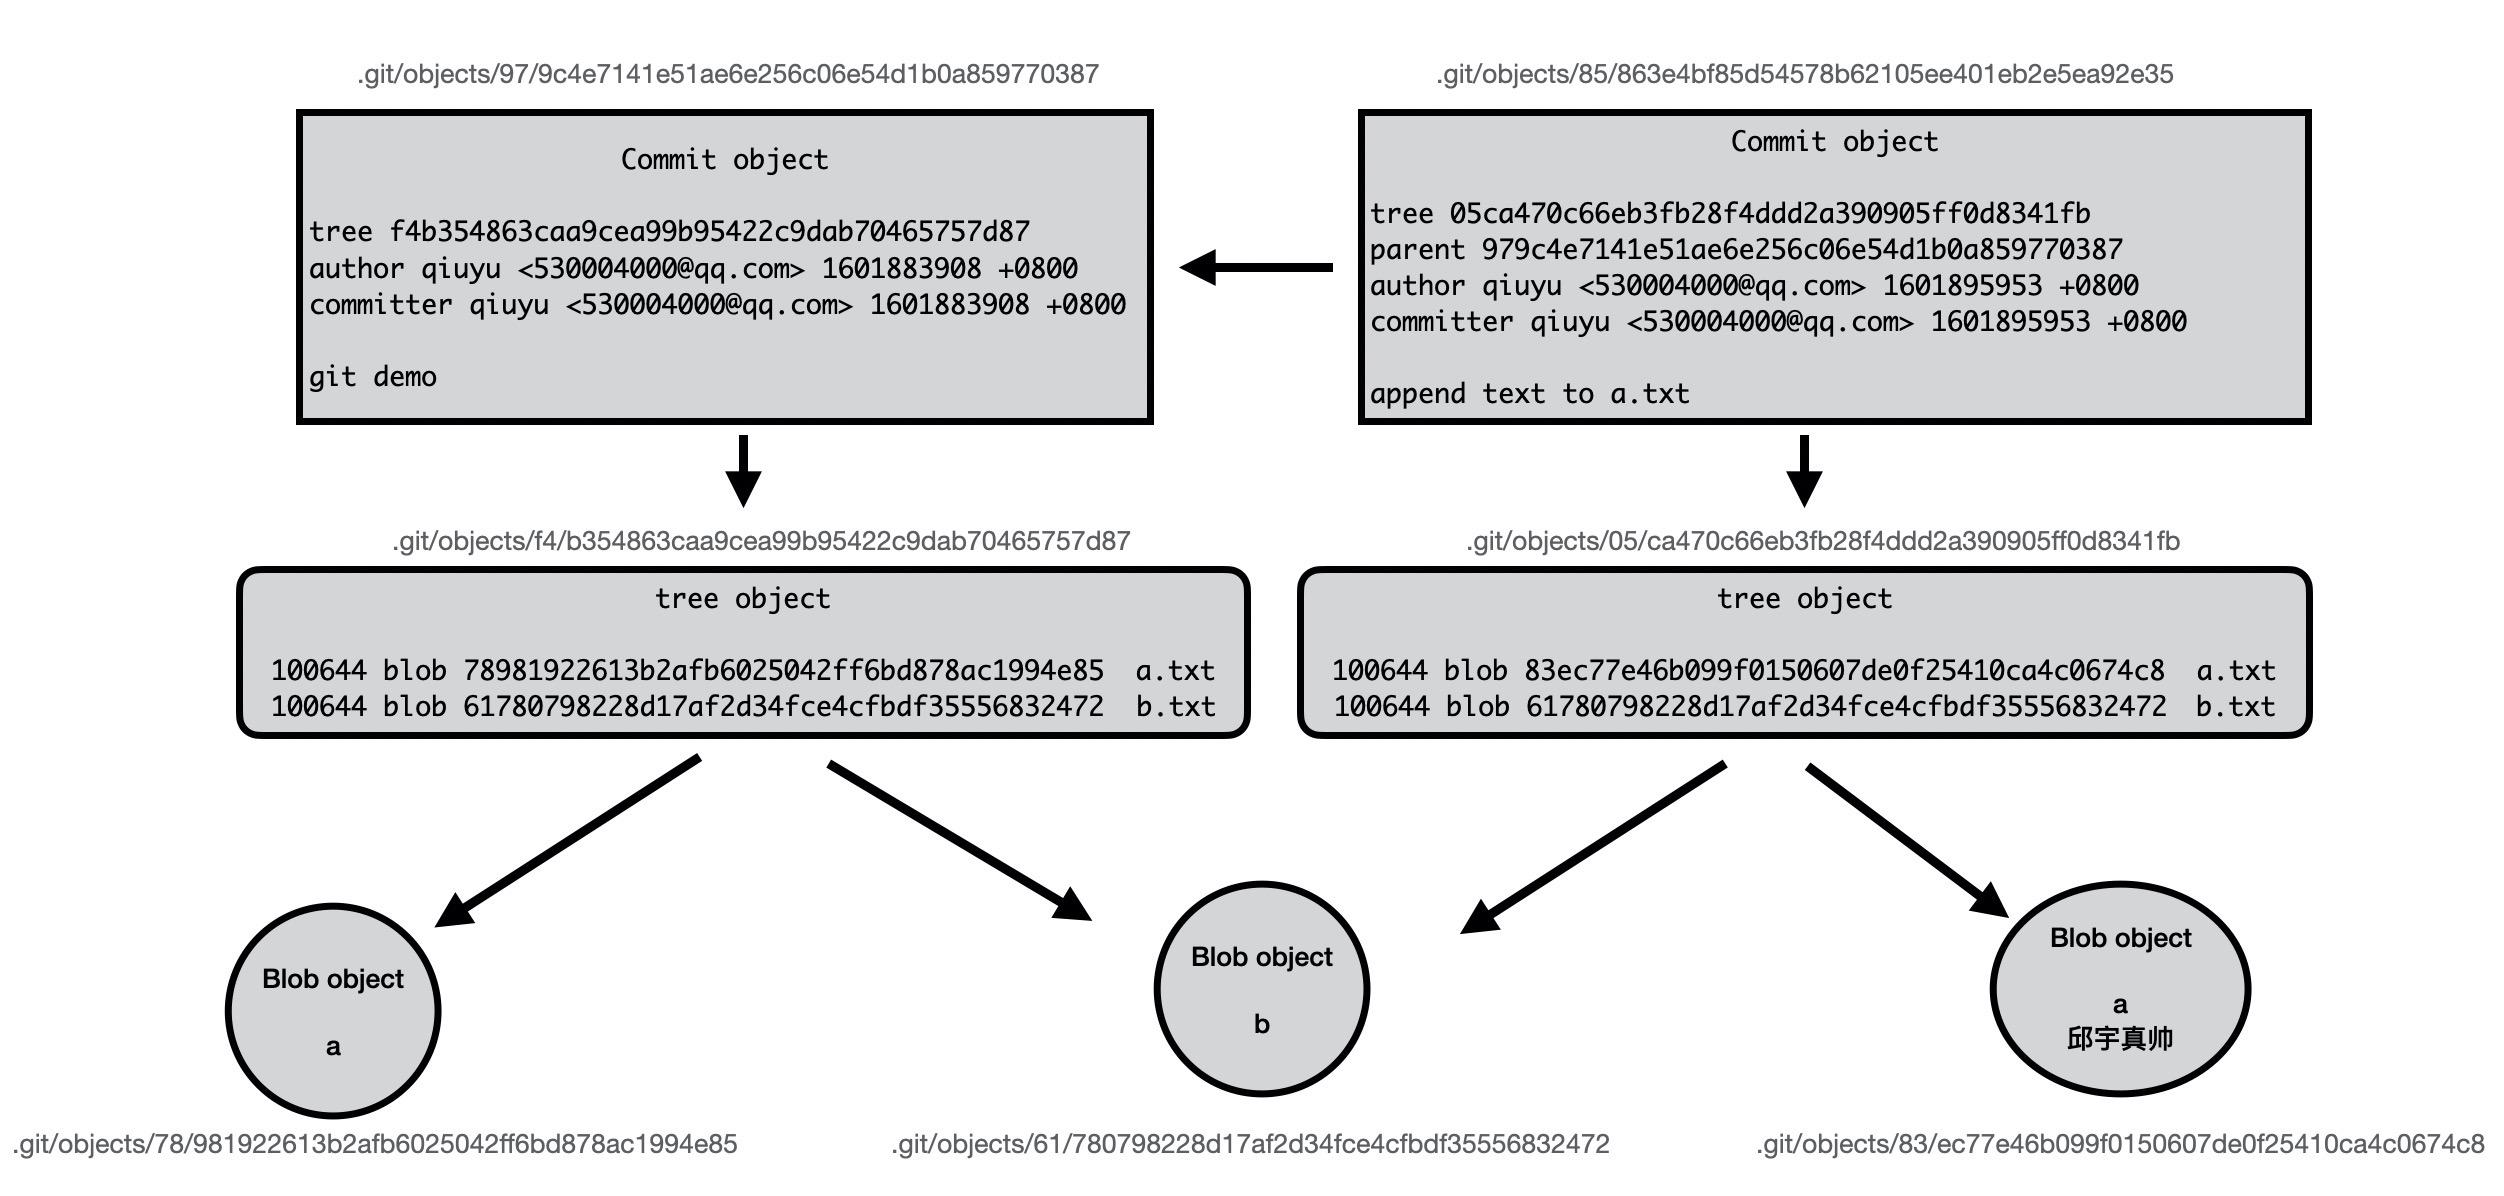 .git/objects/97/9c4e7141e51ae6e256c06e54d1b0a859770387
Commit object
tree f4b354863caa9cea99b95422c9dab70465757d87
author qiuyu <530004000@qq.com> 1601883908 +0800
committer qiuyu <530004000@qq.com> 1601883908 +0800
git demo
.git/objects/85/863e4bf85d54578b62105ee401eb2e5ea92e35
Commit object
tree 05ca470c66eb3fb28f4ddd2a390905ff0d8341fb
parent 979c4e7141e51ae6e256c06e54d1b0a859770387
author qiuyu <530004000@qq.com> 1601895953 +0800
committer qiuyu <530004000@qq.com> 1601895953 +0800
append text to a.txt
.git/objects/f4/b354863caa9cea99b95422c9dab70465757d87
tree object
100644 blob 78981922613b2afb6025042ff6bd878ac1994e85  a.txt
100644 blob 61780798228d17af2d34fce4cfbdf35556832472  b.txt
.git/objects/05/ca470c66eb3fb28f4ddd2a390905ff0d8341fb
tree object
100644 blob 83ec77e46b099f0150607de0f25410ca4c0674c8  a.txt
100644 blob 61780798228d17af2d34fce4cfbdf35556832472  b.txt
Blob object
a
.git/objects/78/981922613b2afb6025042ff6bd878ac1994e85
Blob object
b
.git/objects/61/780798228d17af2d34fce4cfbdf35556832472
Blob object
a
邱宇真帅
.git/objects/83/ec77e46b099f0150607de0f25410ca4c0674c8